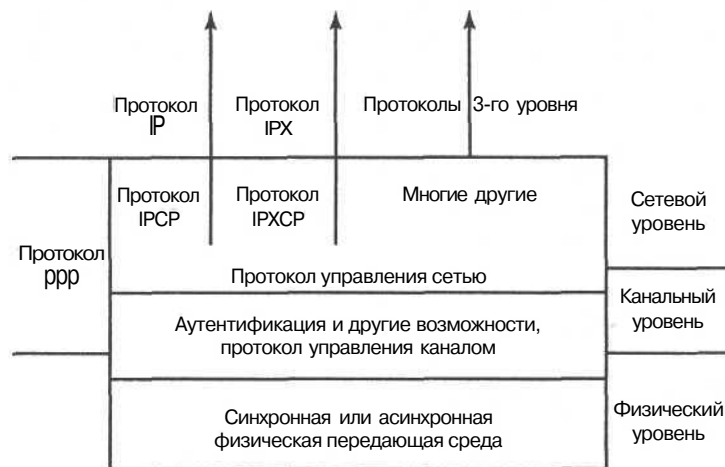 Протокол
IP
Протокол
IPX
Протоколы 3-го уровня
Протокол
IPCP
Протокол
IPXCP
Многие другие
Сетевой
уровень
Протокол
ppp
Протокол управления сетью
Канальный
уровень
Аутентификация и другие возможности,
протокол управления каналом
Синхронная или асинхронная
физическая передающая среда
Физический
уровень